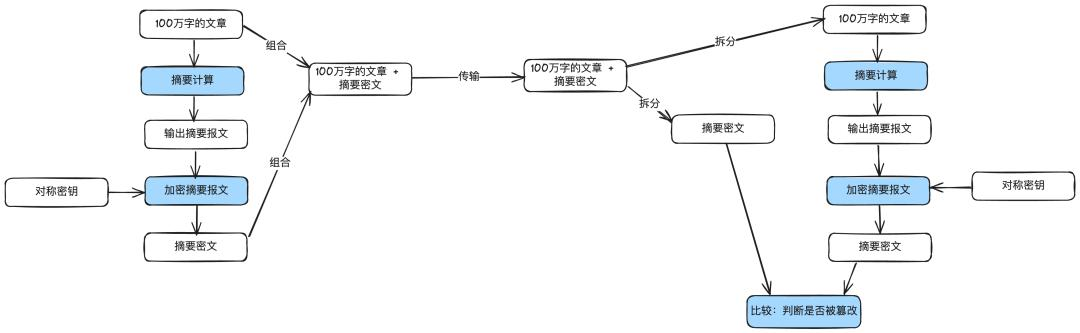 100万字的文章
组合
摘要计算
输出摘要报文
对称密钥
加密摘要报文
组合
摘要密文
100万字的文章 +
摘要密文
传输
100万字的文章 +
摘要密文
拆分
拆分
摘要密文
100万字的文章
摘要计算
输出摘要报文
加密摘要报文
对称密钥
摘要密文
比较：判断是否被篡改